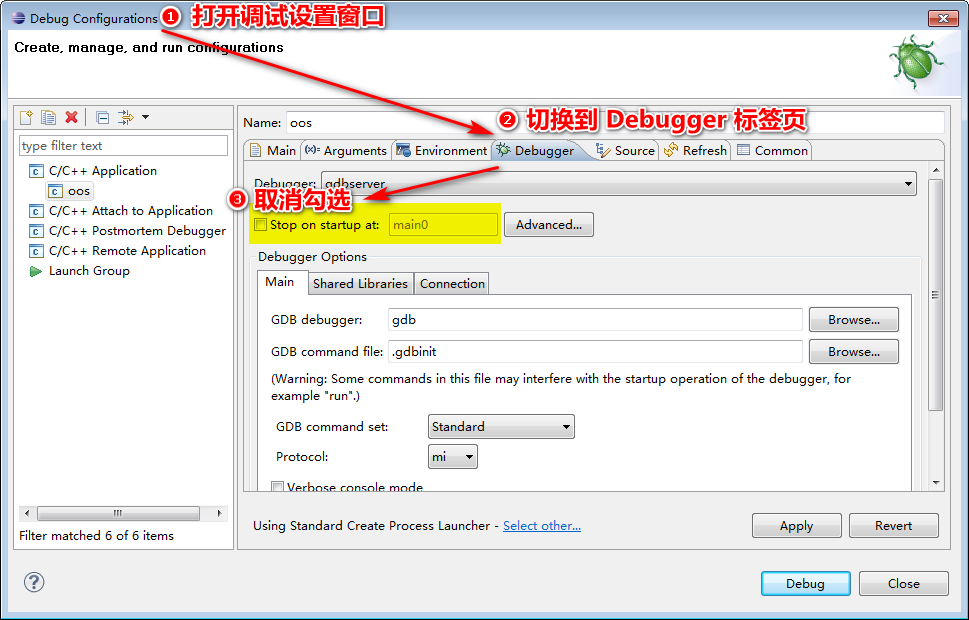 Debug Configurations
❶ 打开调试设置窗口
Create, manage, and run configurations
type filter text
C/C++ Application
oos
C/C++ Attach to Application
C/C++ Postmortem Debugger
C/C++ Remote Application
Launch Group
Filter matched 6 of 6 items
Name: oos
❷ 切换到 Debugger 标签页
Main (x)= Arguments Environment Debugger Source Refresh Common
Debugger: gdbserver
❸ 取消勾选
Stop on startup at: main0 Advanced...
Debugger Options
Main Shared Libraries Connection
GDB debugger: gdb Browse...
GDB command file: .gdbinit Browse...
(Warning: Some commands in this file may interfere with the startup operation of the debugger, for
example "run".)
GDB command set: Standard
Protocol: mi
Verbose console mode
Using Standard Create Process Launcher - Select other... Apply Revert
? Debug Close